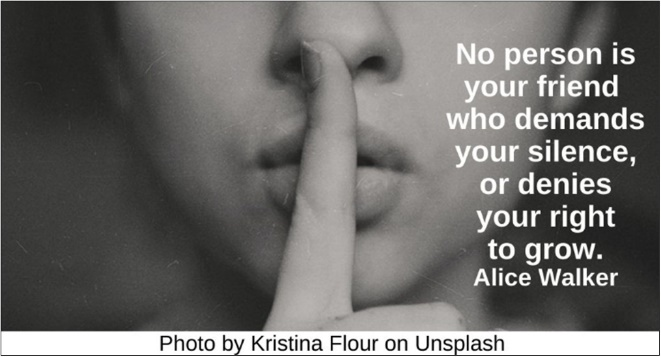 No person is
your friend
who demands
your silence,
or denies
your right
to grow.
Alice Walker
Photo by Kristina Flour on Unsplash